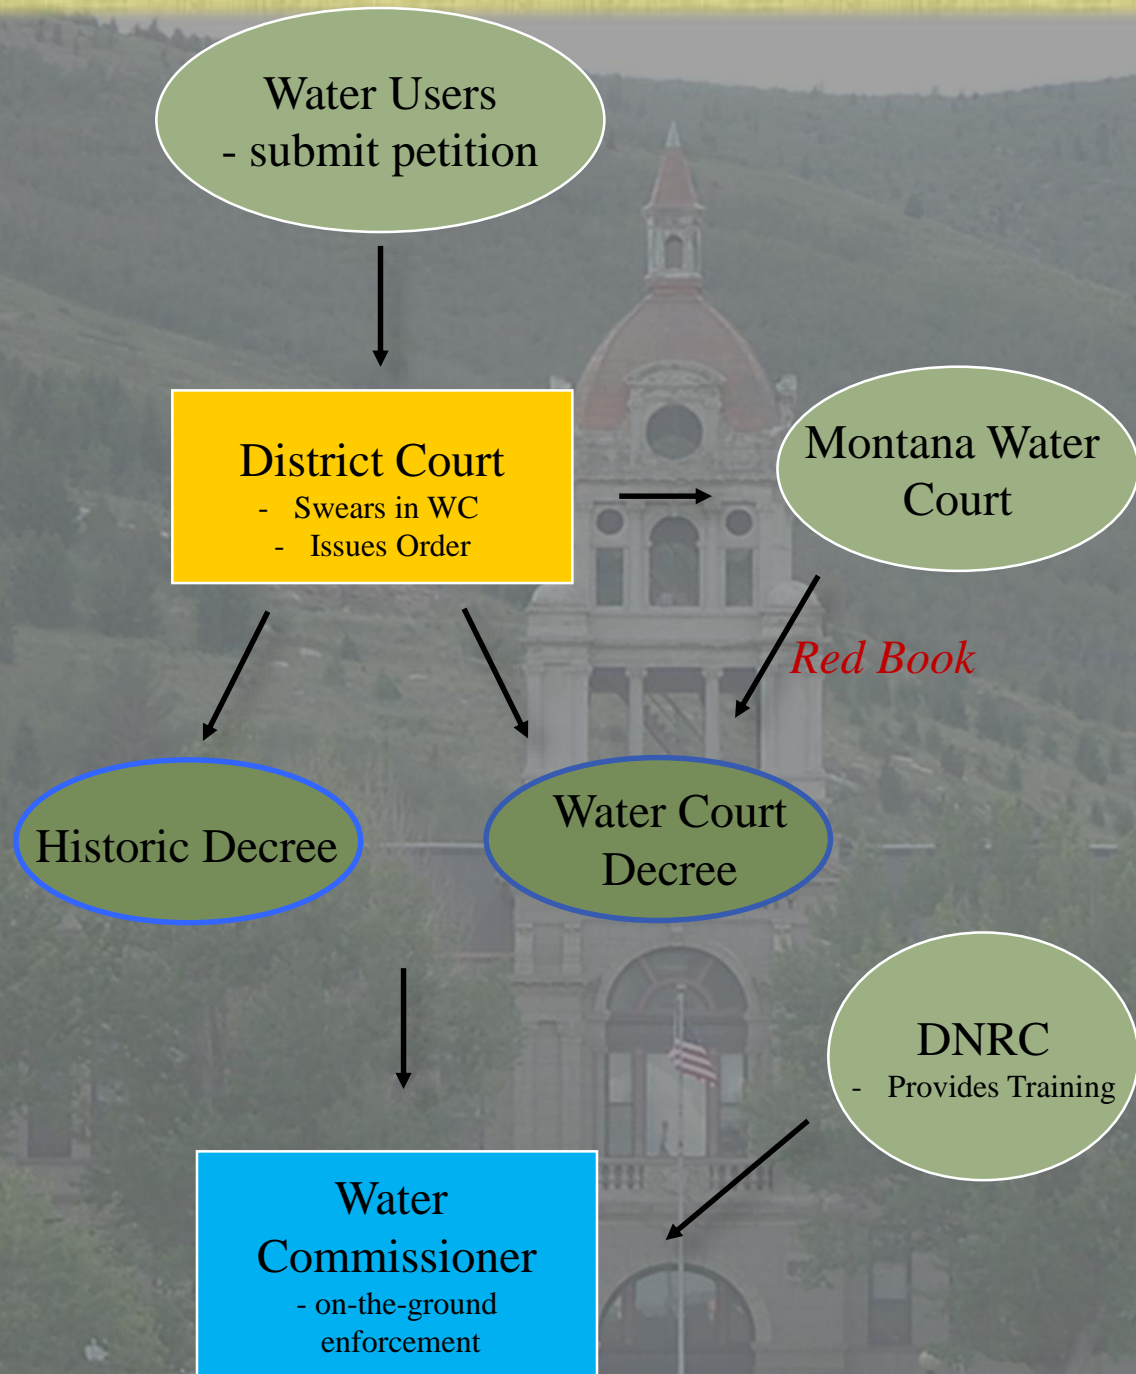 Water Users
- submit petition
District Court
- Swears in WC
- Issues Order
Montana Water
Court
Red Book
Historic Decree
Water Court
Decree
DNRC
- Provides Training
Water
Commissioner
- on-the-ground
enforcement